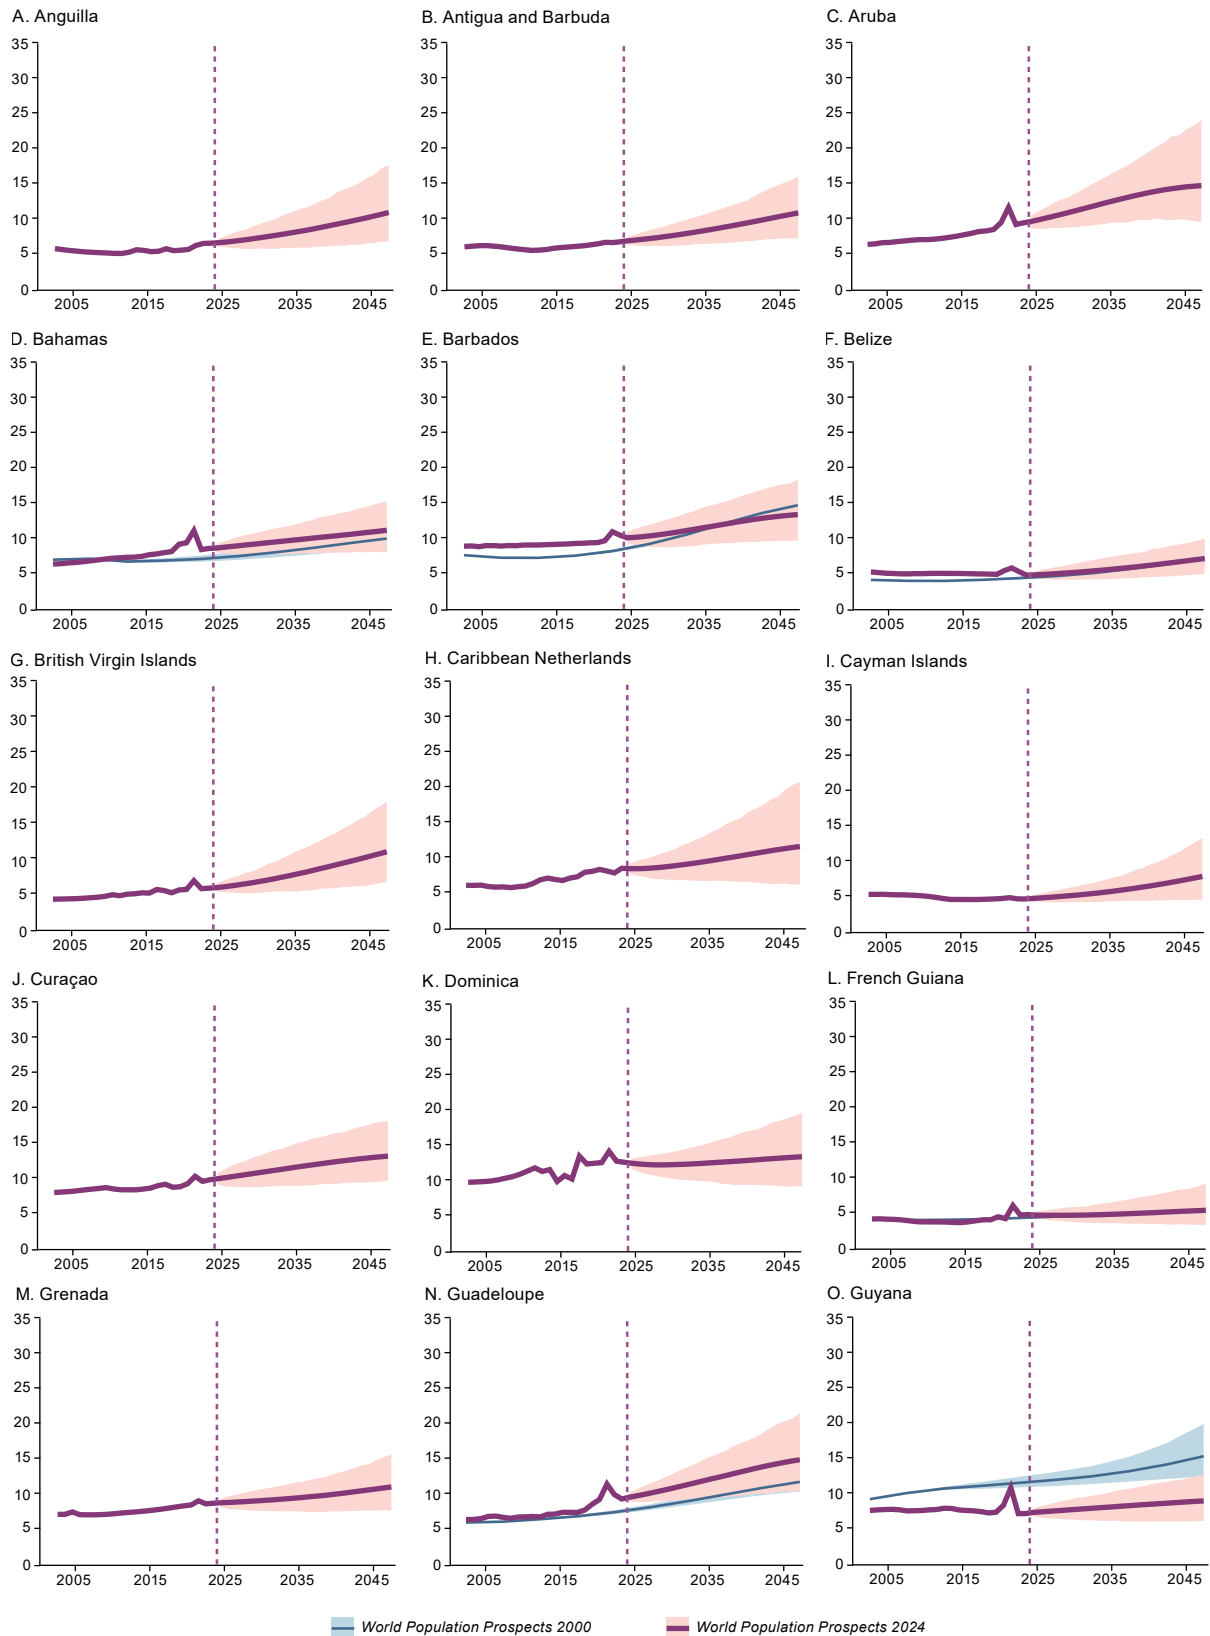 A. Anguilla
B. Antigua and Barbuda
C. Aruba
35 35 35
30 30 30
25 25 25
20 20 20
15 15 15
10 10 10
5 5 5
0 0 0
2005 2015 2025 2035 2045 2005 2015 2025 2035 2045 2005 2015 2025 2035 2045
D. Bahamas
E. Barbados
F. Belize
35 35 35
30 30 30
25 25 25
20 20 20
15 15 15
10 10 10
5 5 5
0 0 0
2005 2015 2025 2035 2045 2005 2015 2025 2035 2045 2005 2015 2025 2035 2045
G. British Virgin Islands
H. Caribbean Netherlands
I. Cayman Islands
35 35 35
30 30 30
25 25 25
20 20 20
15 15 15
10 10 10
5 5 5
0 0 0
2005 2015 2025 2035 2045 2005 2015 2025 2035 2045 2005 2015 2025 2035 2045
J. Curaçao
K. Dominica
L. French Guiana
35 35 35
30 30 30
25 25 25
20 20 20
15 15 15
10 10 10
5 5 5
0 0 0
2005 2015 2025 2035 2045 2005 2015 2025 2035 2045 2005 2015 2025 2035 2045
M. Grenada
N. Guadeloupe
O. Guyana
35 35 35
30 30 30
25 25 25
20 20 20
15 15 15
10 10 10
5 5 5
0 0 0
2005 2015 2025 2035 2045 2005 2015 2025 2035 2045 2005 2015 2025 2035 2045
World Population Prospects 2000
World Population Prospects 2024